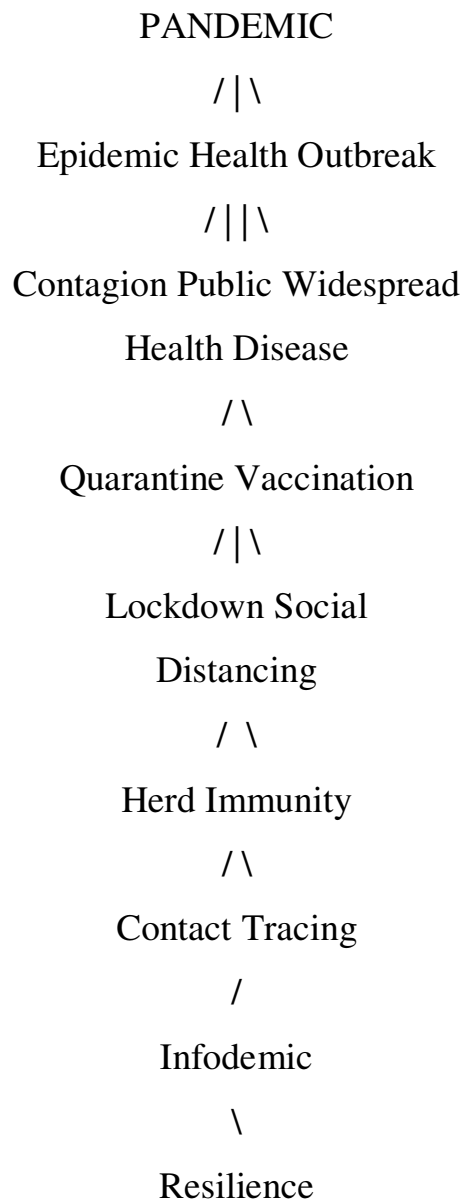 PANDEMIC
/ | \
Epidemic Health Outbreak
/ | | \
Contagion Public Widespread
Health Disease
/ \
Quarantine Vaccination
/ | \
Lockdown Social
Distancing
/ \
Herd Immunity
/ \
Contact Tracing
/
Infodemic
\
Resilience